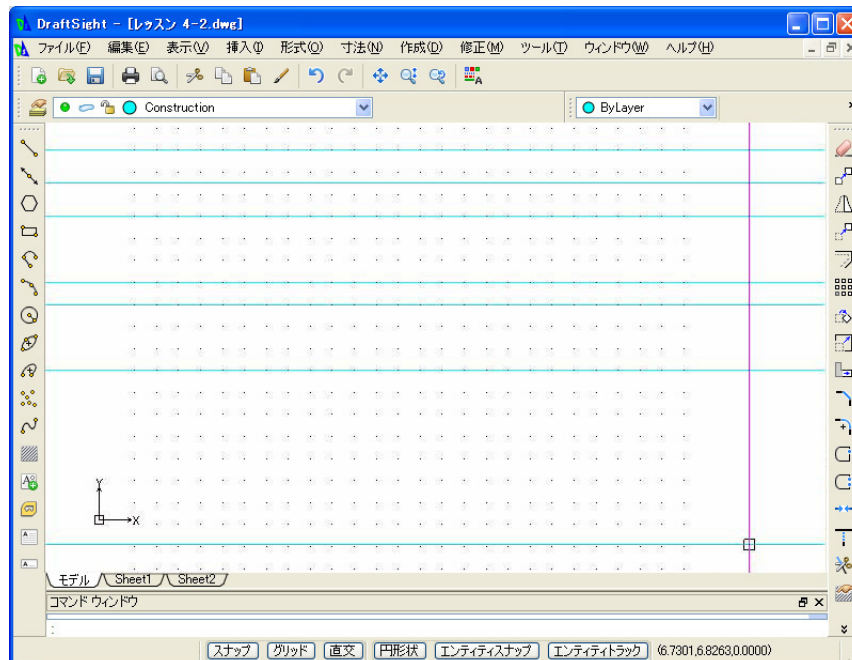 DraftSight - [レッスン 4-2.dwg]
ファイル(F) 編集(E) 表示(V) 挿入(I) 形式(O) 寸法(N) 作成(D) 修正(M) ツール(T) ウィンドウ(W) ヘルプ(H)
Construction ByLayer
Y
X
モデル Sheet1 Sheet2
コマンド ウィンドウ
:
スナップ グリッド 直交 円形状 エンティティスナップ エンティティトラック (6.7301,6.8263,0.0000)